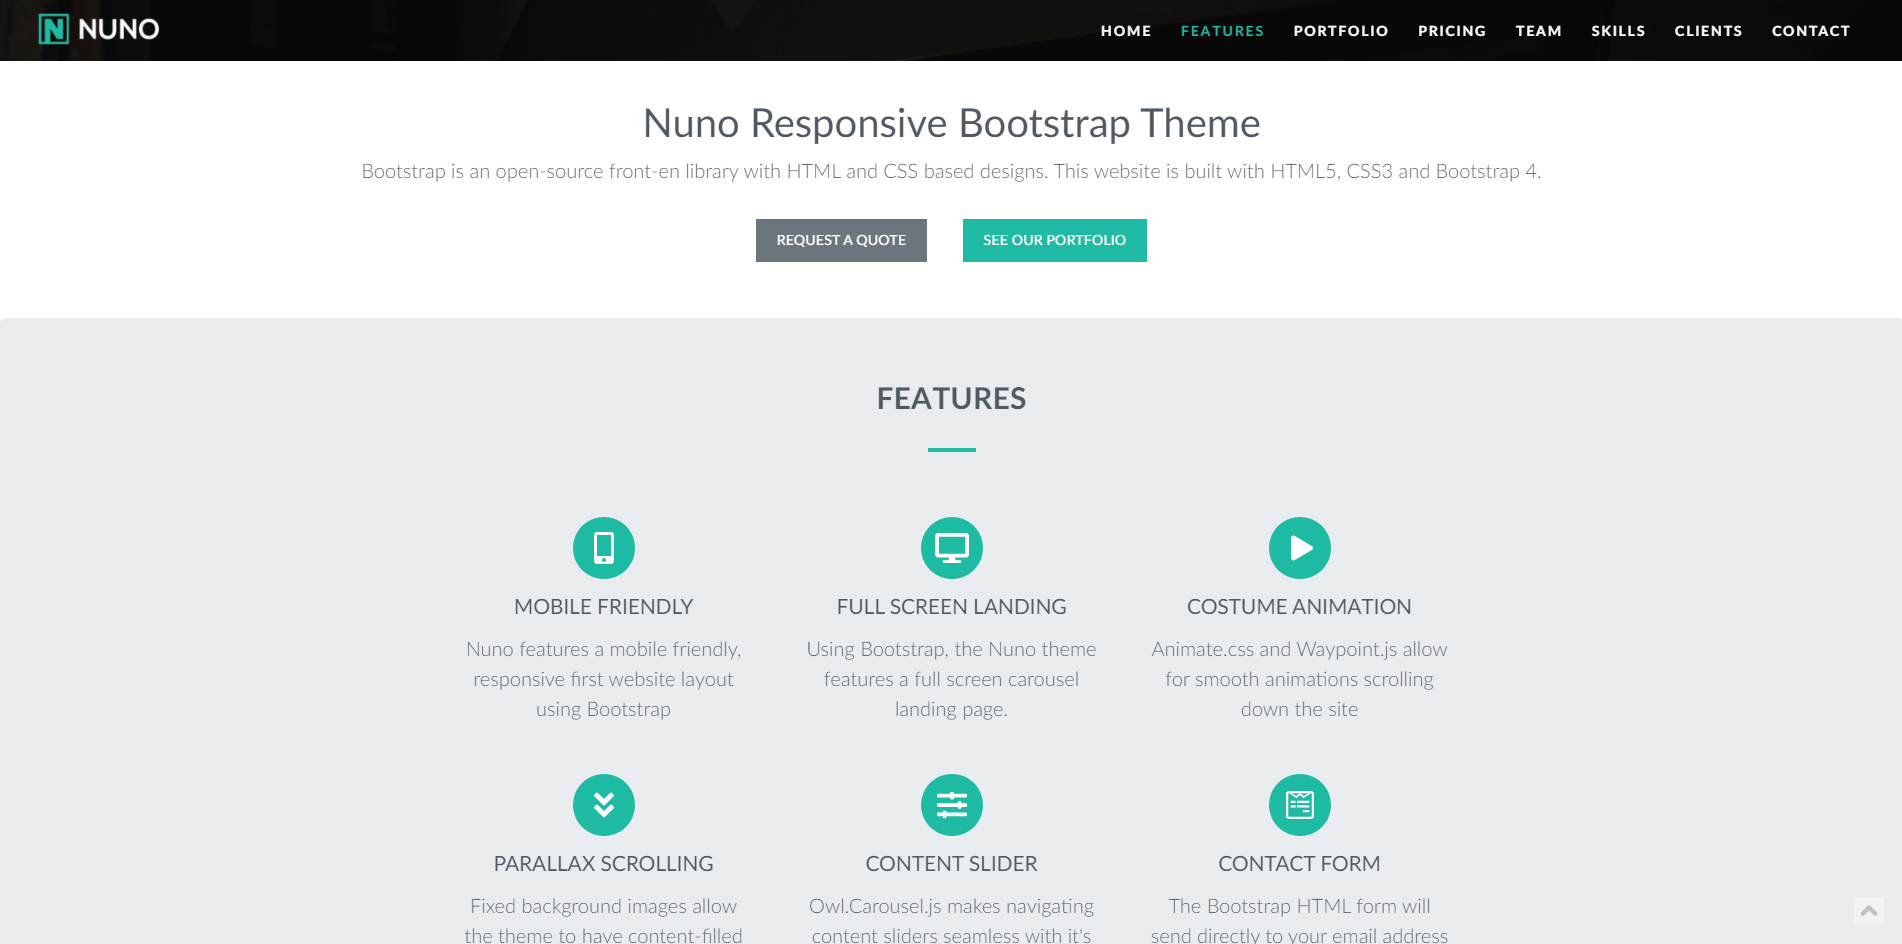 NUNO
HOME FEATURES PORTFOLIO PRICING TEAM SKILLS CLIENTS CONTACT
Nuno Responsive Bootstrap Theme
Bootstrap is an open-source front-en library with HTML and CSS based designs. This website is built with HTML5, CSS3 and Bootstrap 4.
REQUEST A QUOTE SEE OUR PORTFOLIO
FEATURES
MOBILE FRIENDLY
Nuno features a mobile friendly,
responsive first website layout
using Bootstrap
FULL SCREEN LANDING
Using Bootstrap, the Nuno theme
features a full screen carousel
landing page.
COSTUME ANIMATION
Animate.css and Waypoint.js allow
for smooth animations scrolling
down the site
PARALLAX SCROLLING
Fixed background images allow
the theme to have content-filled
CONTENT SLIDER
Owl.Carousel.js makes navigating
content sliders seamless with it's
CONTACT FORM
The Bootstrap HTML form will
send directly to your email address